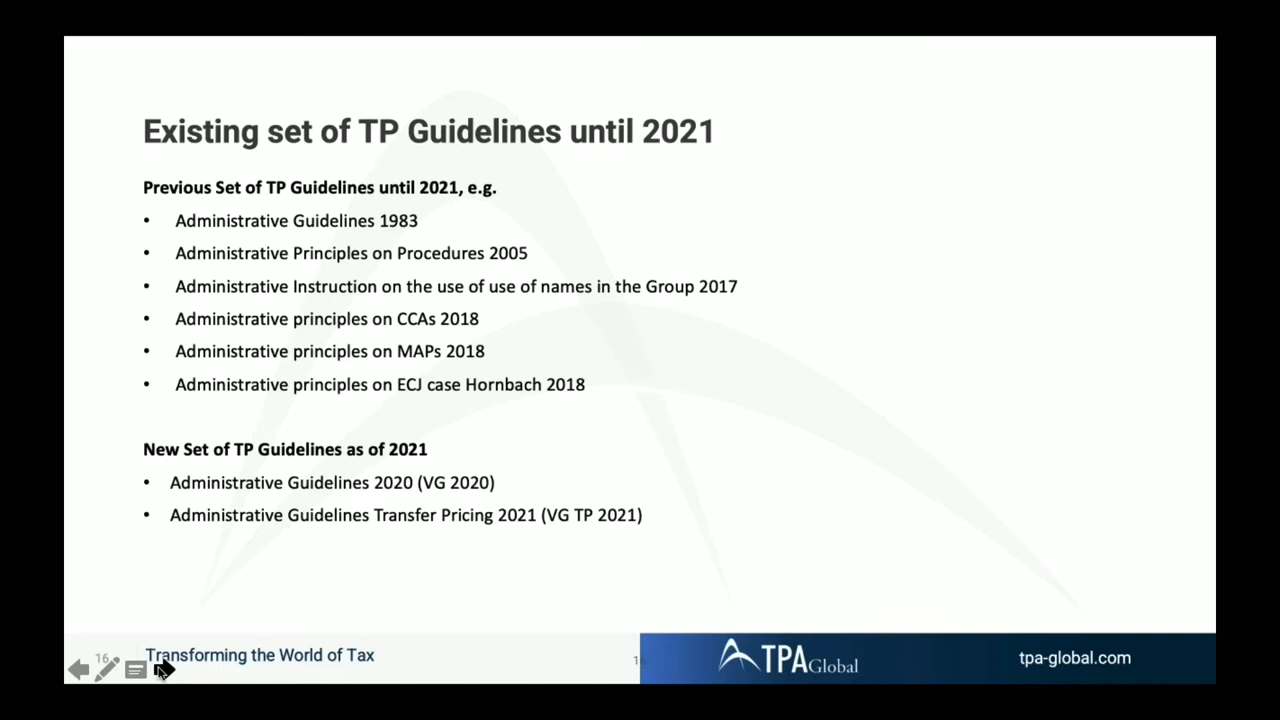 Existing set of TP Guidelines until 2021
Previous Set of TP Guidelines until 2021, e.g.
• Administrative Guidelines 1983
• Administrative Principles on Procedures 2005
• Administrative Instruction on the use of use of names in the Group 2017
• Administrative principles on CCAs 2018
• Administrative principles on MAPs 2018
• Administrative principles on ECJ case Hornbach 2018
New Set of TP Guidelines as of 2021
• Administrative Guidelines 2020 (VG 2020)
• Administrative Guidelines Transfer Pricing 2021 (VG TP 2021)
16
Transforming the World of Tax
TPA Global
tpa-global.com